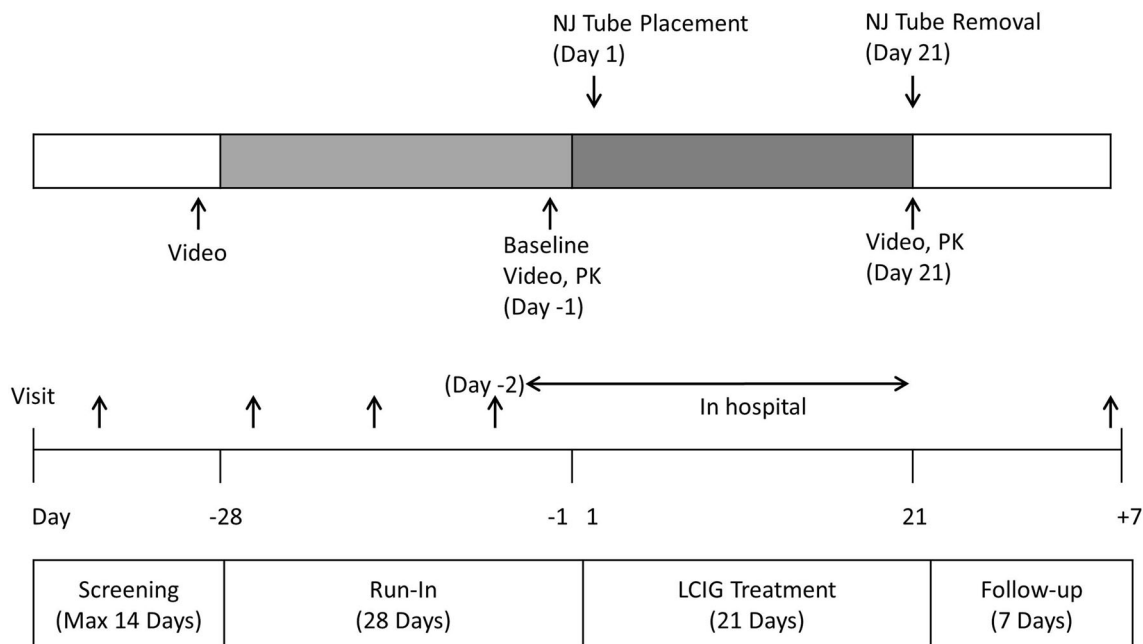 NJ Tube Placement
(Day 1)
NJ Tube Removal
(Day 21)
Video
Baseline
Video, PK
(Day -1)
Video, PK
(Day 21)
(Day -2)
Visit
In hospital
Day -28 -1 1 21 +7
Screening
(Max 14 Days)
Run-In
(28 Days)
LCIG Treatment
(21 Days)
Follow-up
(7 Days)